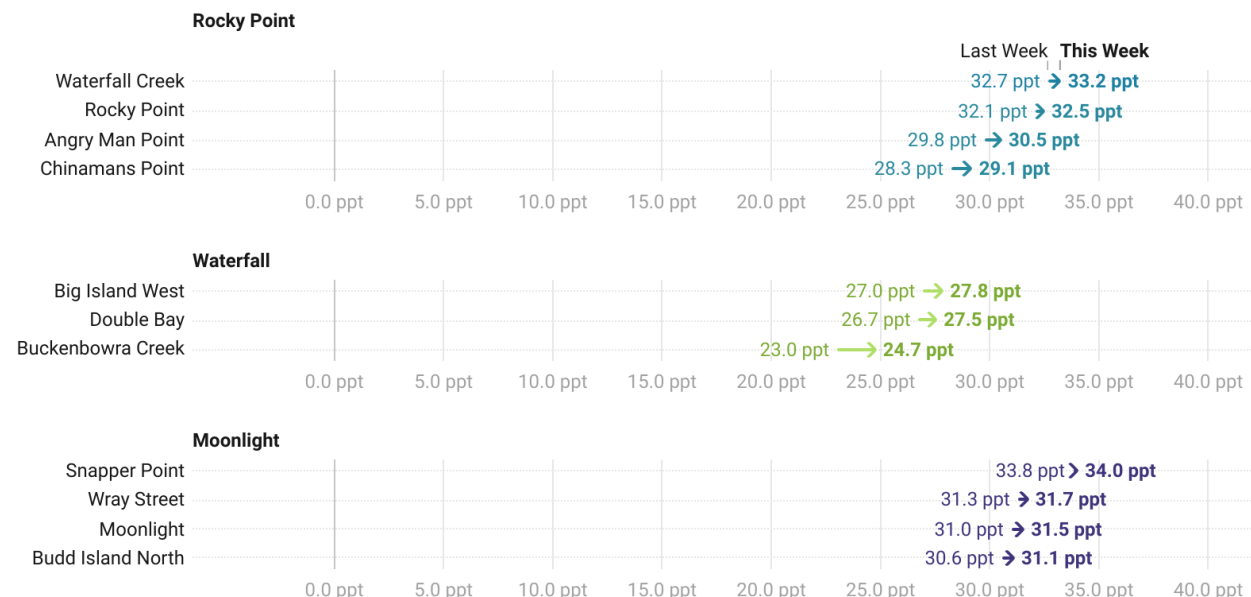 Rocky Point
Last Week This Week
Waterfall Creek 32.7 ppt → 33.2 ppt
Rocky Point 32.1 ppt → 32.5 ppt
Angry Man Point 29.8 ppt → 30.5 ppt
Chinamans Point 28.3 ppt → 29.1 ppt
0.0 ppt 5.0 ppt 10.0 ppt 15.0 ppt 20.0 ppt 25.0 ppt 30.0 ppt 35.0 ppt 40.0 ppt
Waterfall
Big Island West 27.0 ppt → 27.8 ppt
Double Bay 26.7 ppt → 27.5 ppt
Buckenbowra Creek 23.0 ppt → 24.7 ppt
0.0 ppt 5.0 ppt 10.0 ppt 15.0 ppt 20.0 ppt 25.0 ppt 30.0 ppt 35.0 ppt 40.0 ppt
Moonlight
Snapper Point 33.8 ppt → 34.0 ppt
Wray Street 31.3 ppt → 31.7 ppt
Moonlight 31.0 ppt → 31.5 ppt
Budd Island North 30.6 ppt → 31.1 ppt
0.0 ppt 5.0 ppt 10.0 ppt 15.0 ppt 20.0 ppt 25.0 ppt 30.0 ppt 35.0 ppt 40.0 ppt